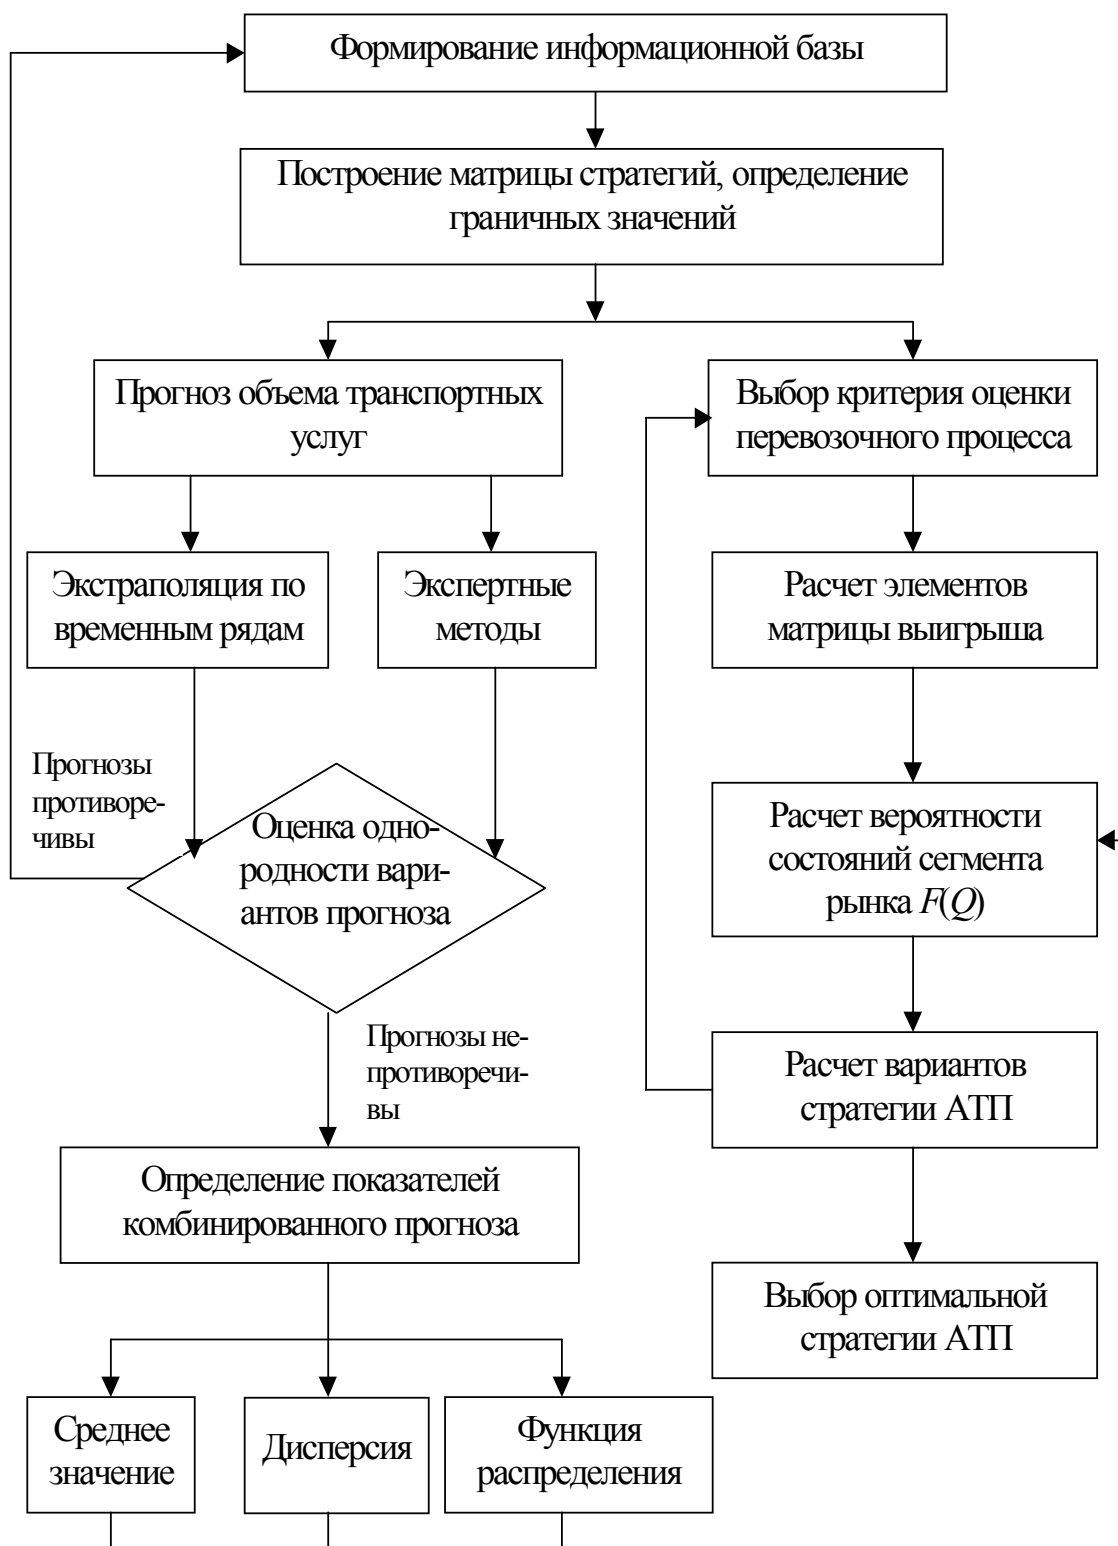 Формирование информационной базы
Построение матрицы стратегий, определение
граничных значений
Прогноз объема транспортных
услуг
Выбор критерия оценки
перевозочного процесса
Экстраполяция по
временным рядам
Экспертные
методы
Расчет элементов
матрицы выигрыша
Прогнозы
противоре-
чивы
Оценка одно-
родности вари-
антов прогноза
Расчет вероятности
состояний сегмента
рынка F(Q)
Прогнозы не-
противоречи-
вы
Расчет вариантов
стратегии АТП
Определение показателей
комбинированного прогноза
Выбор оптимальной
стратегии АТП
Среднее
значение
Дисперсия
Функция
распределения